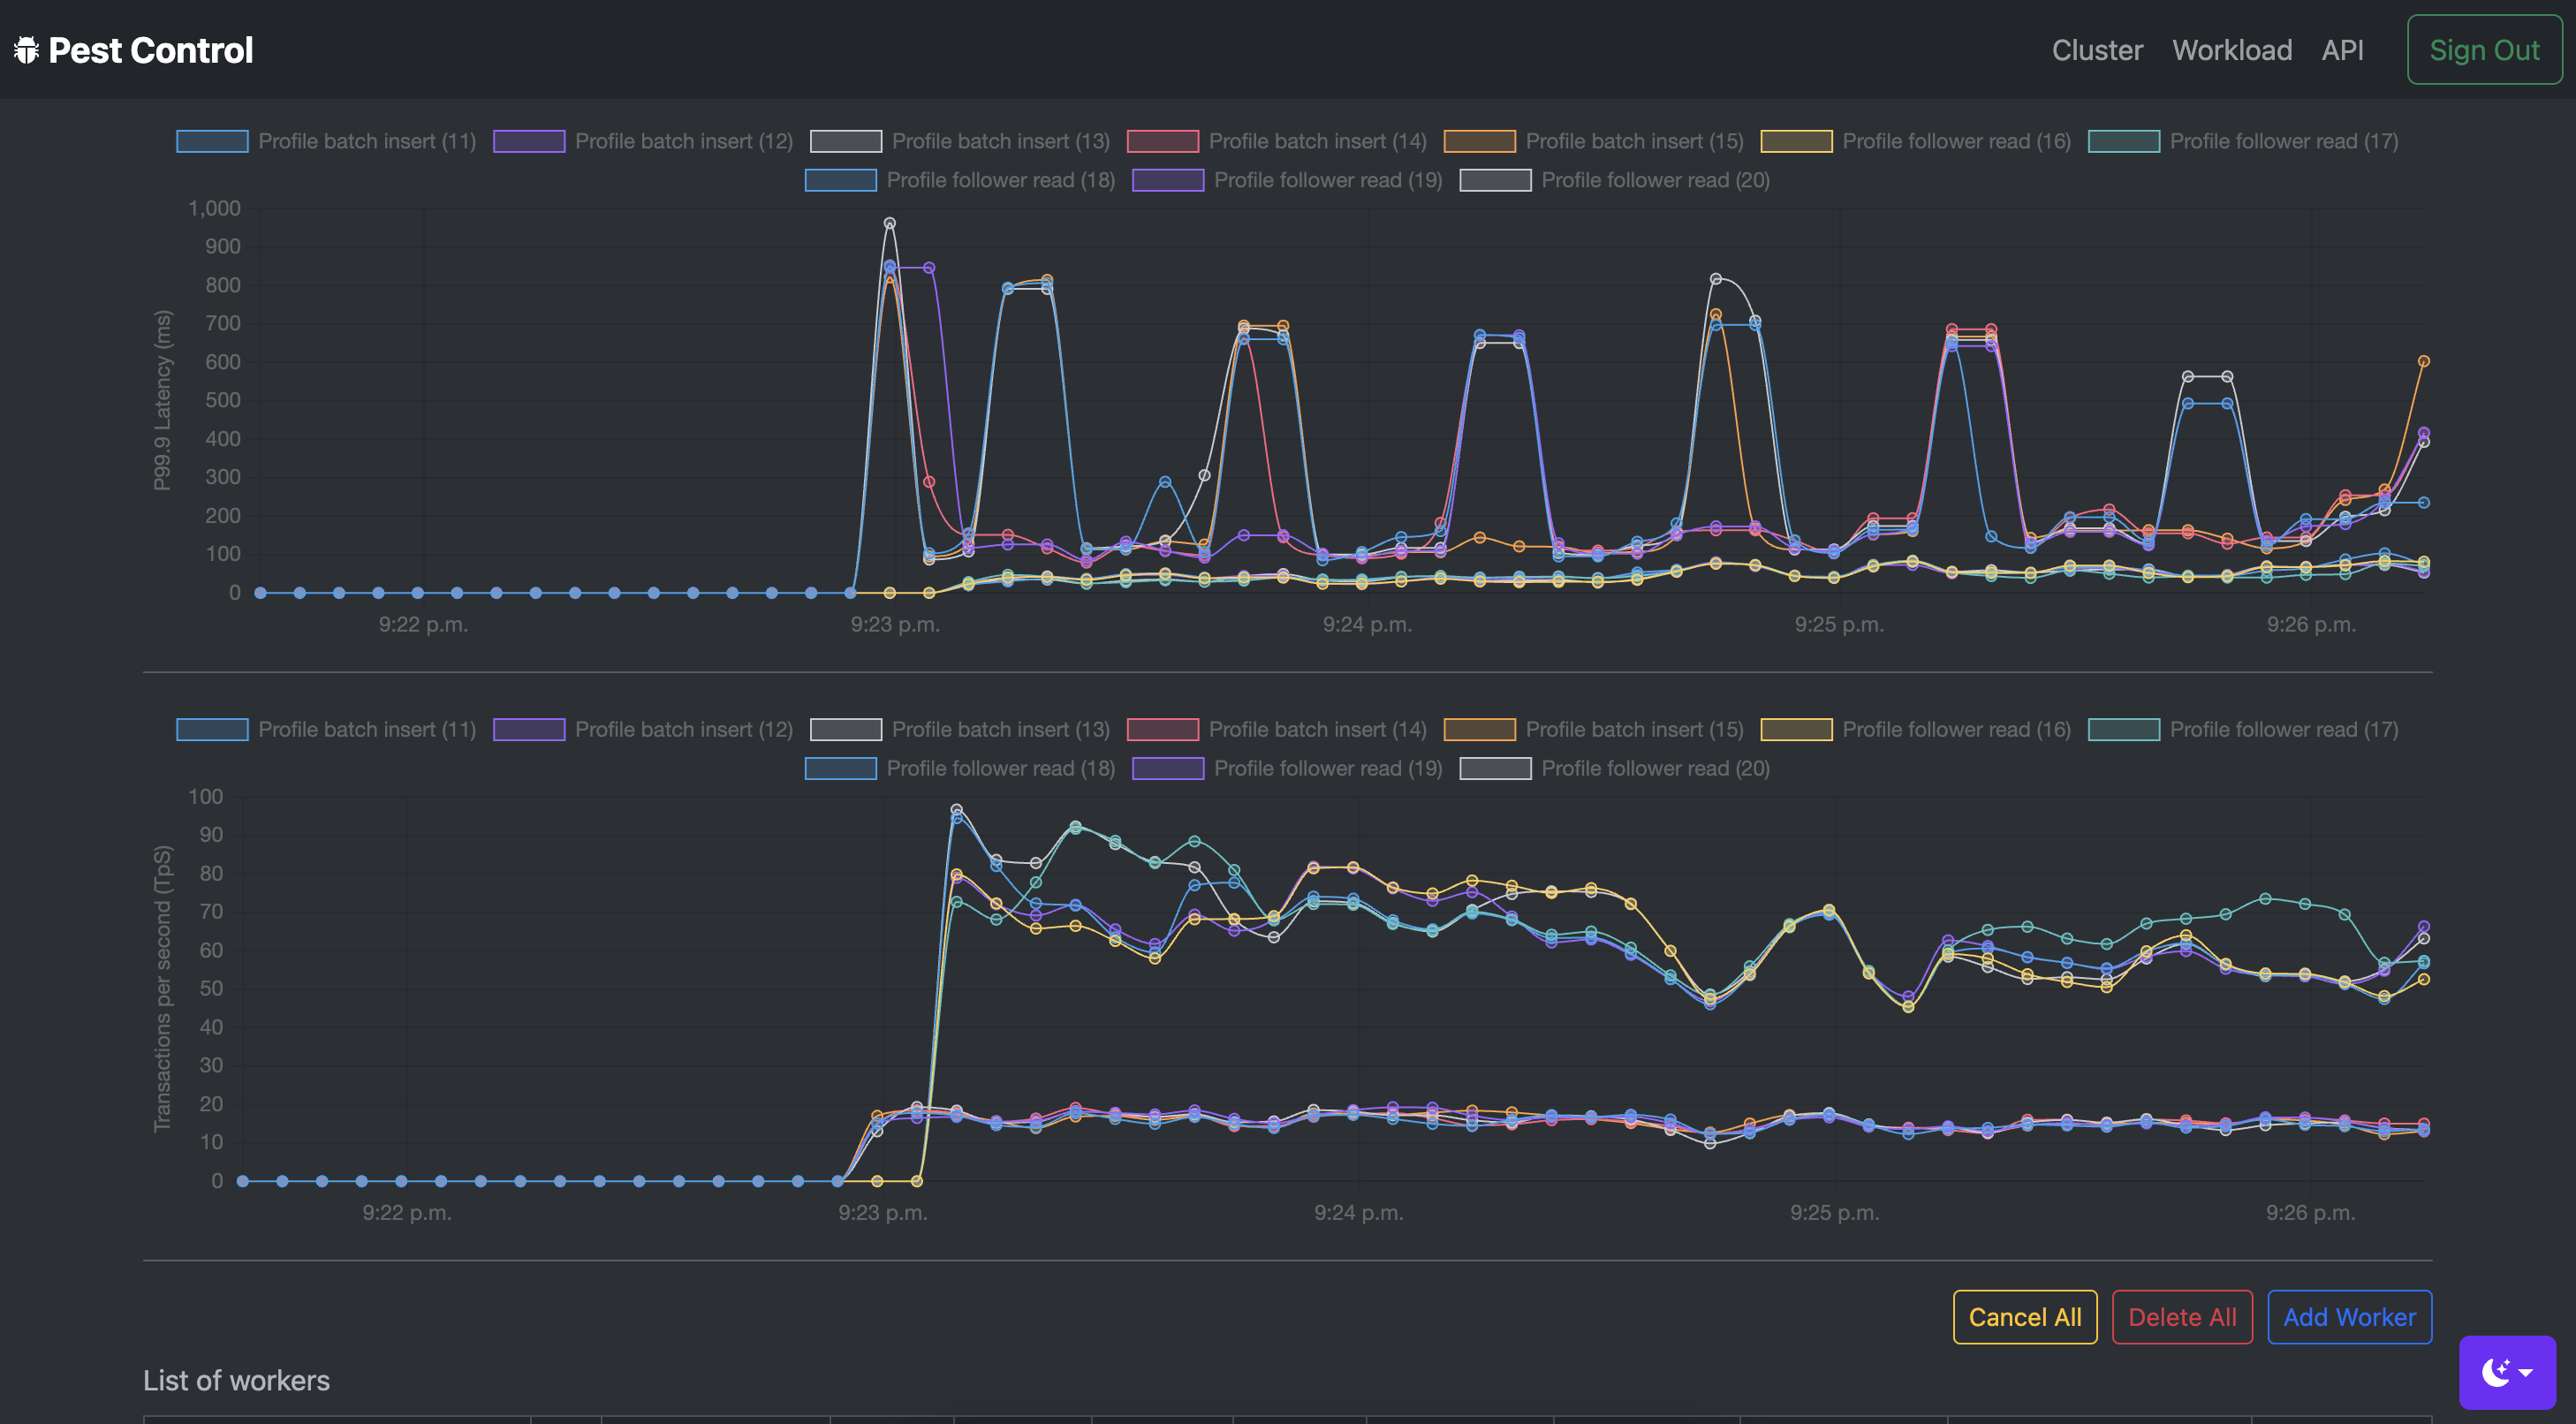 Pest Control
Cluster Workload API Sign Out
Profile batch insert (11) Profile batch insert (12) Profile batch insert (13) Profile batch insert (14) Profile batch insert (15) Profile follower read (16) Profile follower read (17)
Profile follower read (18) Profile follower read (19) Profile follower read (20)
P99.9 Latency (ms)
1,000
900
800
700
600
500
400
300
200
100
0
9:22 p.m. 9:23 p.m. 9:24 p.m. 9:25 p.m. 9:26 p.m.
Profile batch insert (11) Profile batch insert (12) Profile batch insert (13) Profile batch insert (14) Profile batch insert (15) Profile follower read (16) Profile follower read (17)
Profile follower read (18) Profile follower read (19) Profile follower read (20)
Transactions per second (TpS)
100
90
80
70
60
50
40
30
20
10
0
9:22 p.m. 9:23 p.m. 9:24 p.m. 9:25 p.m. 9:26 p.m.
Cancel All Delete All Add Worker
List of workers